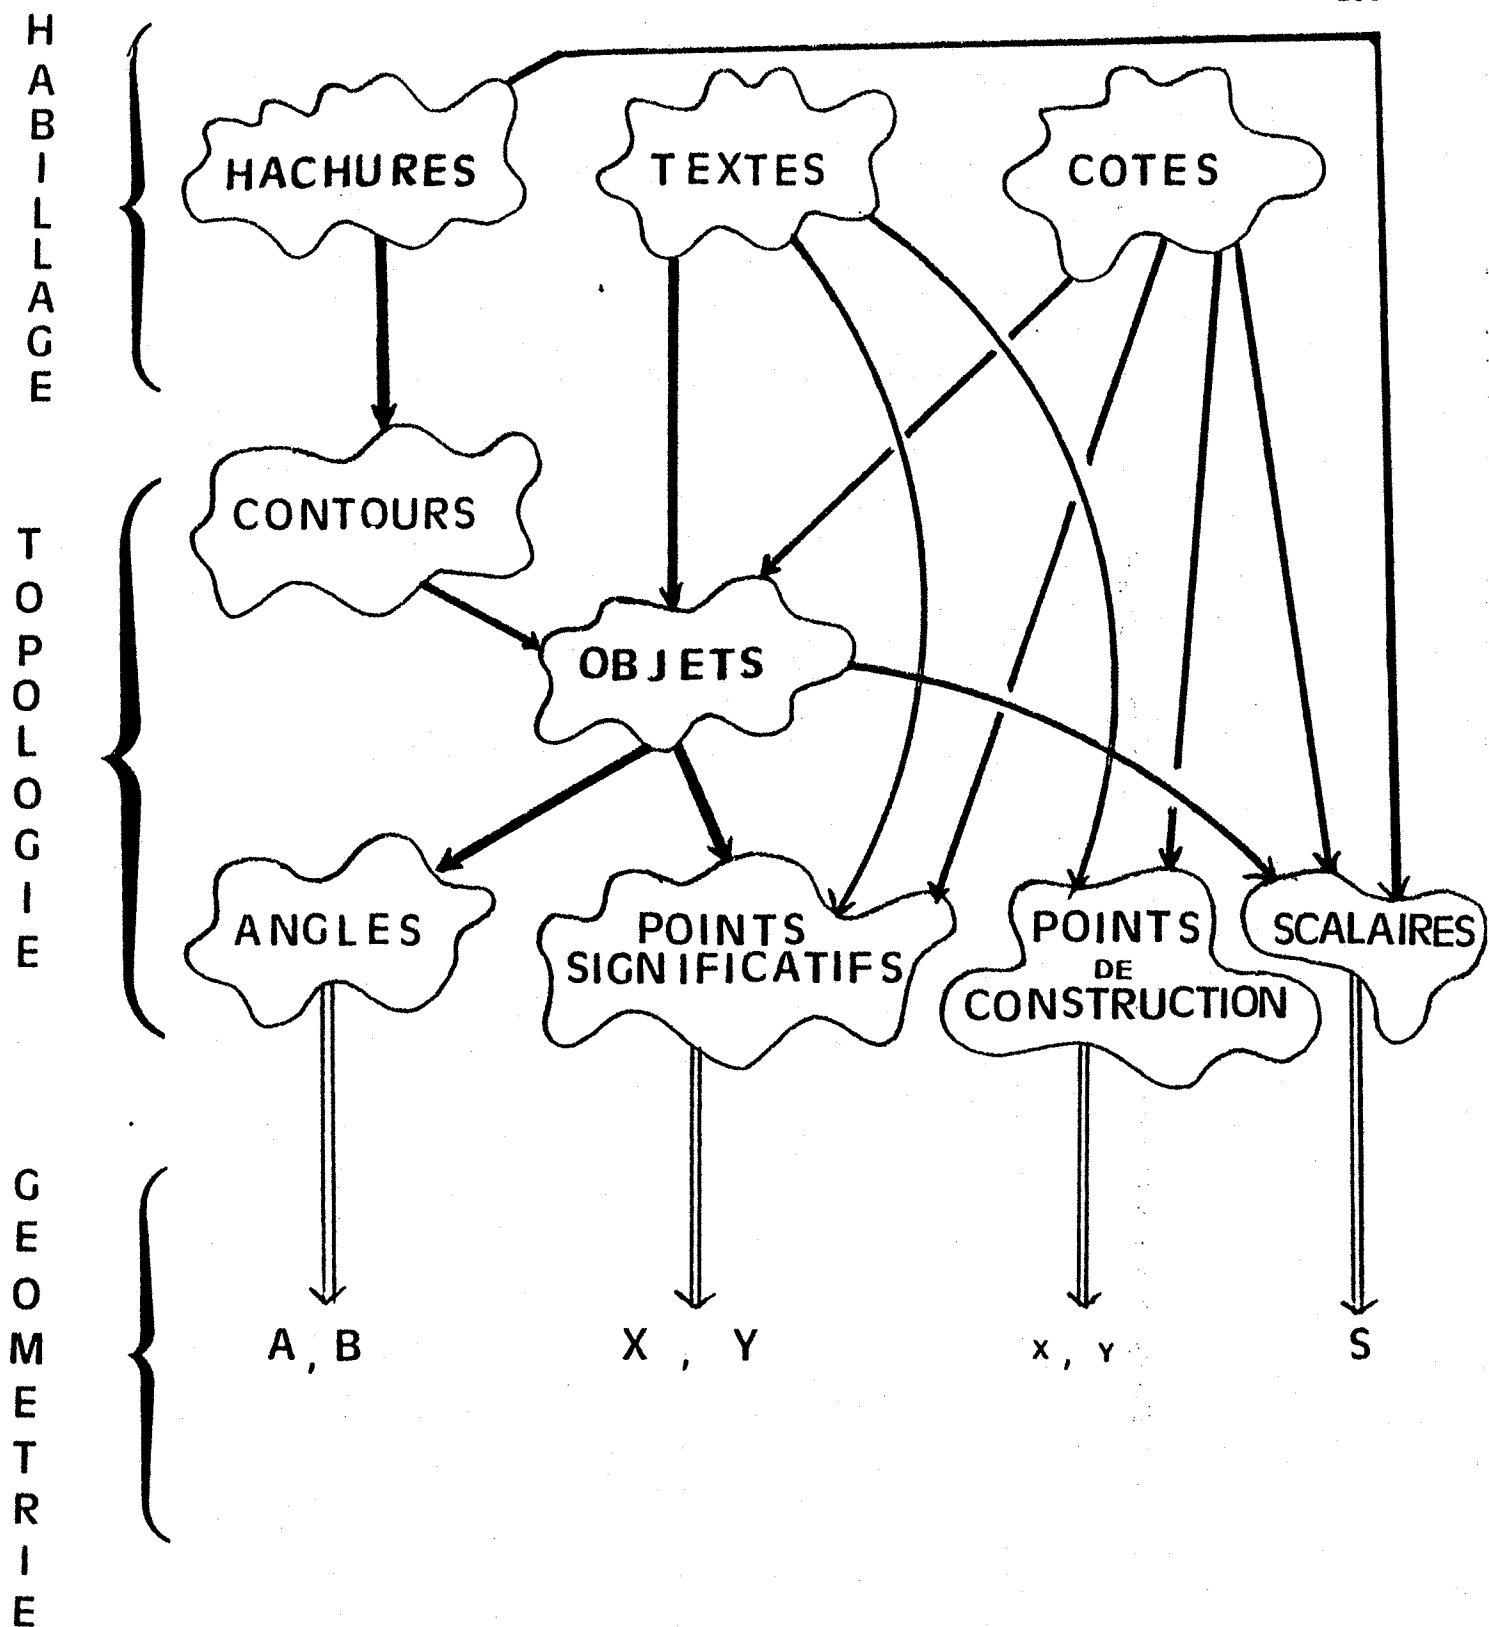 HABILLAGE
HACHURES
TEXTES
COTES
TOPOLOGIE
CONTOURS
OBJETS
ANGLES
POINTS
SIGNIFICATIFS
POINTS
DE
CONSTRUCTION
SCALAIRES
GEOMETRIE
A , B
X , Y
x , Y
S